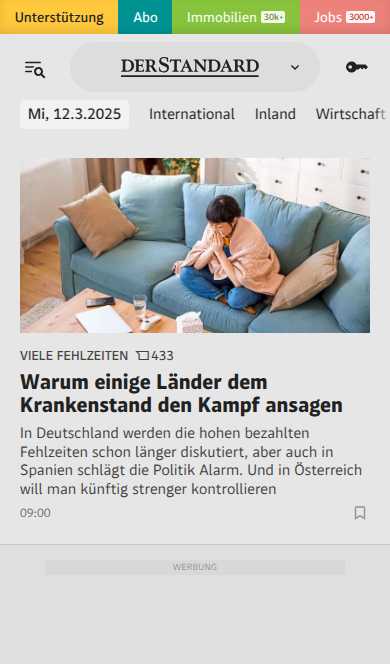 Unterstützung
Abo
Immobilien 30k+
Jobs 3000+
DERSTANDARD
Mi, 12.3.2025
International
Inland
Wirtschaft
VIELE FEHLZEITEN 433
Warum einige Länder dem
Krankenstand den Kampf ansagen
In Deutschland werden die hohen bezahlten
Fehlzeiten schon länger diskutiert, aber auch in
Spanien schlägt die Politik Alarm. Und in Österreich
will man künftig strenger kontrollieren
09:00
WERBUNG